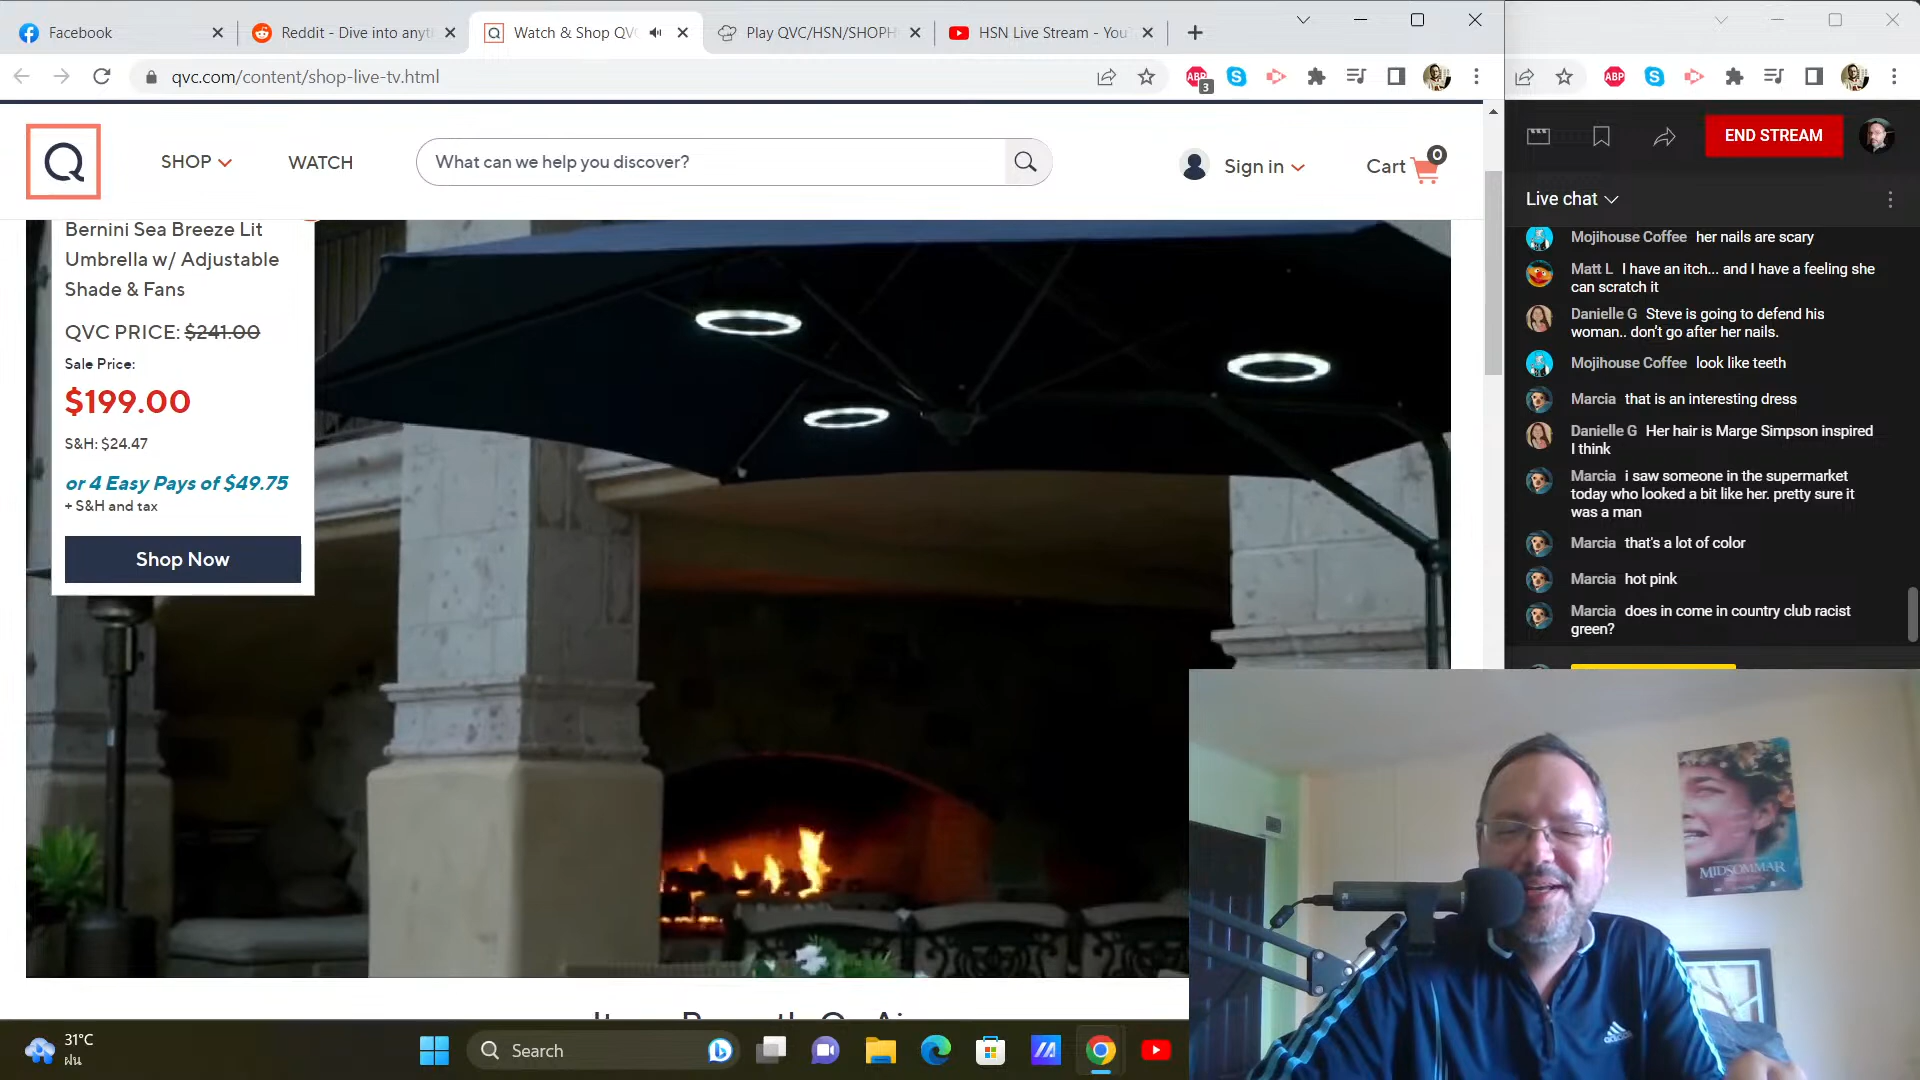 Facebook
Reddit - Dive into anyt
Watch & Shop QVC
Play QVC/HSN/SHOPH
HSN Live Stream - You
qvc.com/content/shop-live-tv.html
ABP
3
ABP
Q
SHOP
WATCH
What can we help you discover?
Sign in
Cart
0
END STREAM
Live chat
Bernini Sea Breeze Lit
Umbrella w/ Adjustable
Shade & Fans
QVC PRICE: $241.00
Sale Price:
$199.00
S&H: $24.47
or 4 Easy Pays of $49.75
+ S&H and tax
Shop Now
Mojihouse Coffee her nails are scary
Matt L I have an itch... and I have a feeling she
can scratch it
Danielle G Steve is going to defend his
woman.. don't go after her nails.
Mojihouse Coffee look like teeth
Marcia that is an interesting dress
Danielle G Her hair is Marge Simpson inspired
I think
Marcia i saw someone in the supermarket
today who looked a bit like her. pretty sure it
was a man
Marcia that's a lot of color
Marcia hot pink
Marcia does in come in country club racist
green?
MIDSOMMAR
adidas
31°C
ฝน
Search